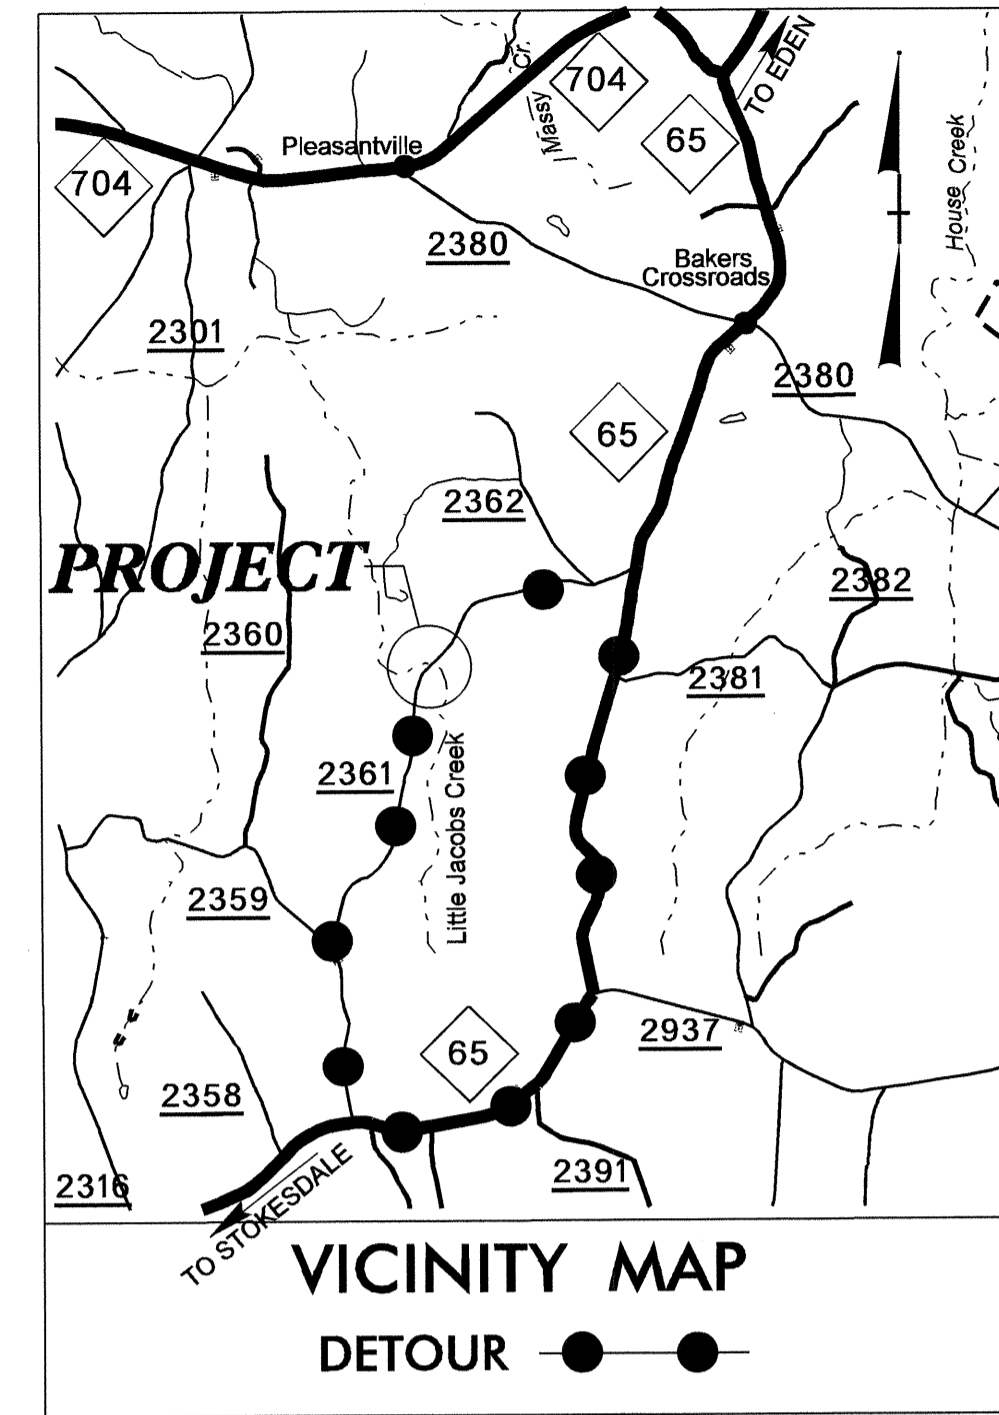 TO EDEN
Cr.
Massy
704
65
House Creek
Pleasantville
704
2380
Bakers
Crossroads
2301
2380
65
2362
PROJECT
2382
2360
2381
2361
Little Jacobs Creek
2359
65
2937
2358
2391
2316
TO STOKESDALE
VICINITY MAP
DETOUR